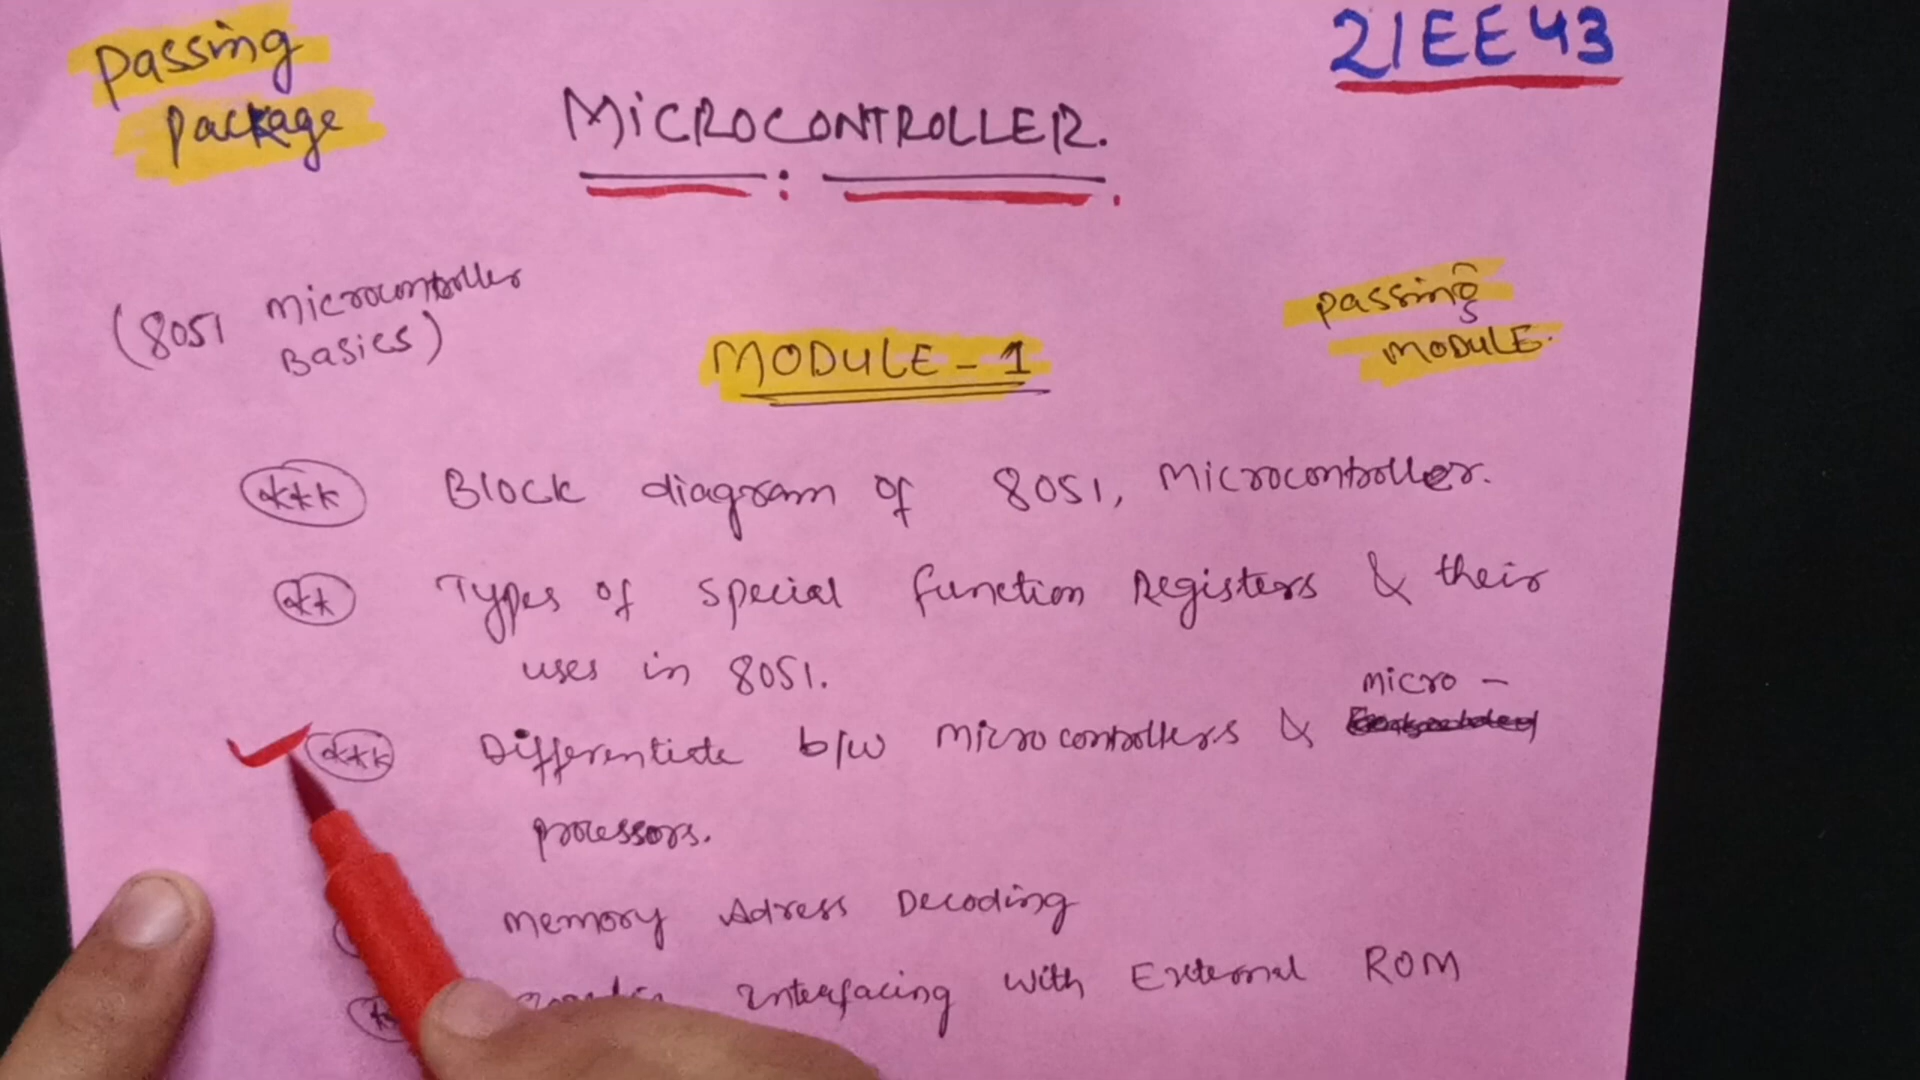 Passing
Package
21EE43
MiCROCONTROLLER.
(8051 Microcontroller
Basics)
Passing
MODULE.
MODULE - 1
*** Block diagram of 8051, Microcontroller.
** Types of special function Registers & their
uses in 8051.
*** Differentiate b/w microcontrollers & micro -
processors.
Memory Adress Decoding
Interfacing with External ROM